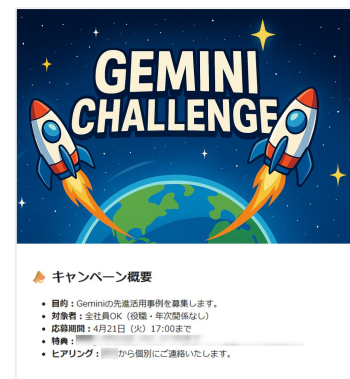 GEMINI
CHALLENGE
キャンペーン概要
目的：Geminiの先進活用事例を募集します。
対象者：全社員OK（役職・年次関係なし）
応募期間：4月21日（火）17:00まで
特典：
ヒアリング：から個別にご連絡いたします。